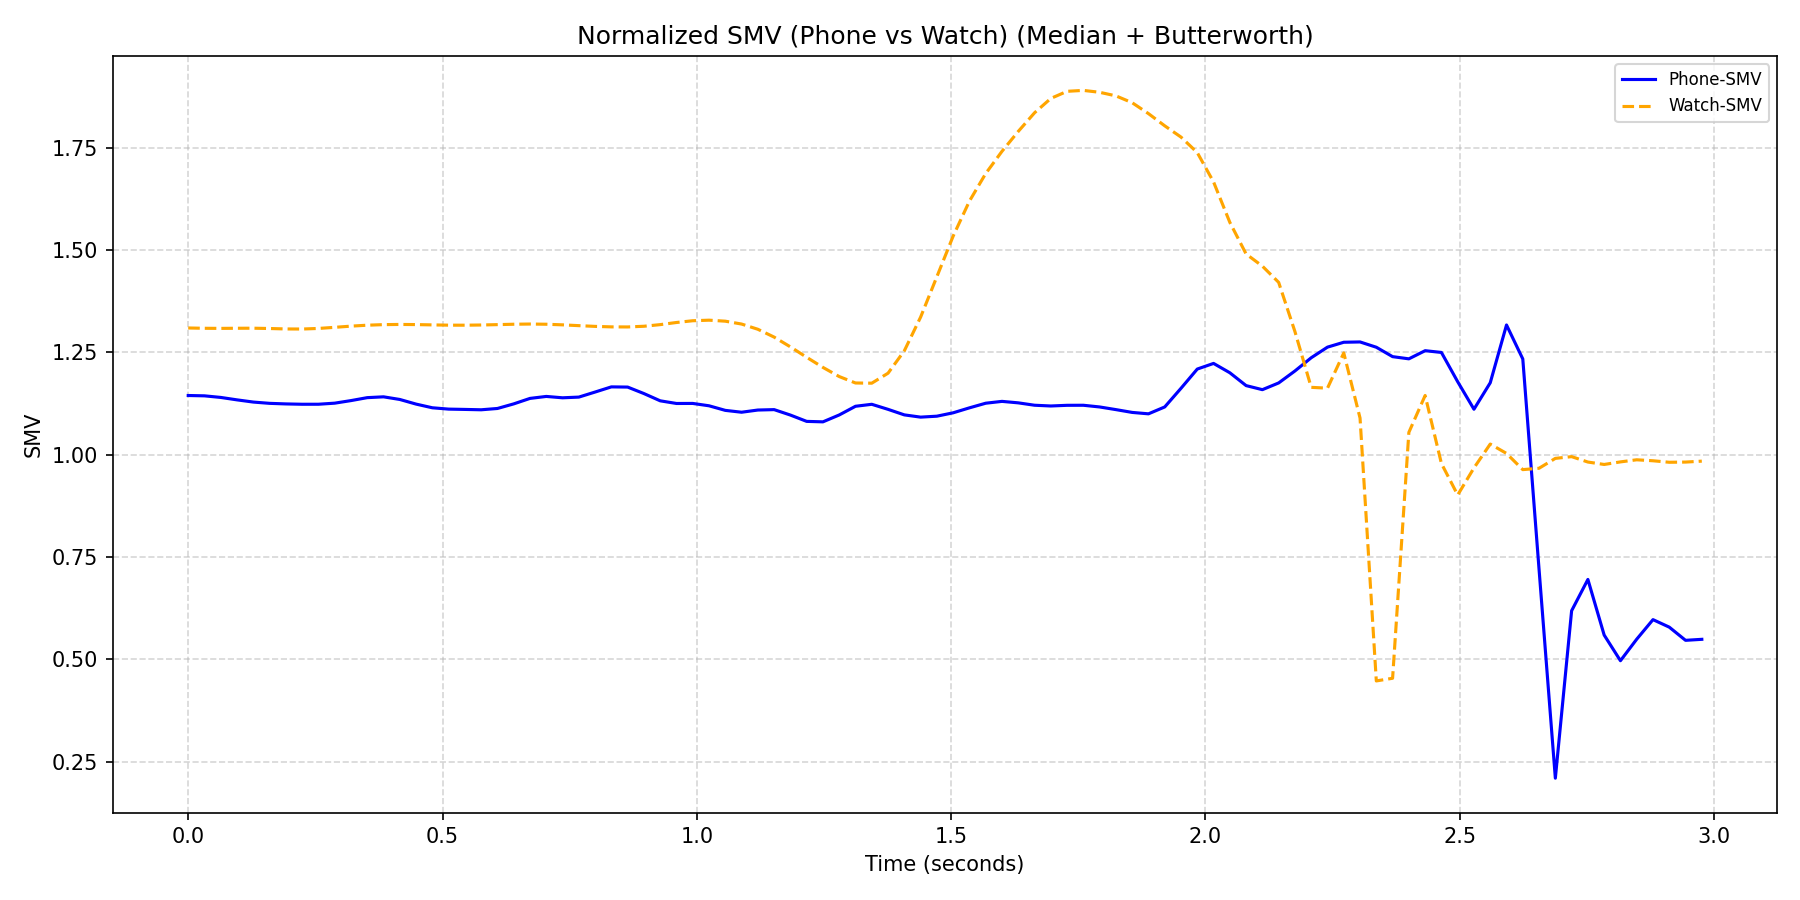 Normalized SMV (Phone vs Watch) (Median + Butterworth)
Phone-SMV
Watch-SMV
SMV
1.75
1.50
1.25
1.00
0.75
0.50
0.25
0.0 0.5 1.0 1.5 2.0 2.5 3.0
Time (seconds)